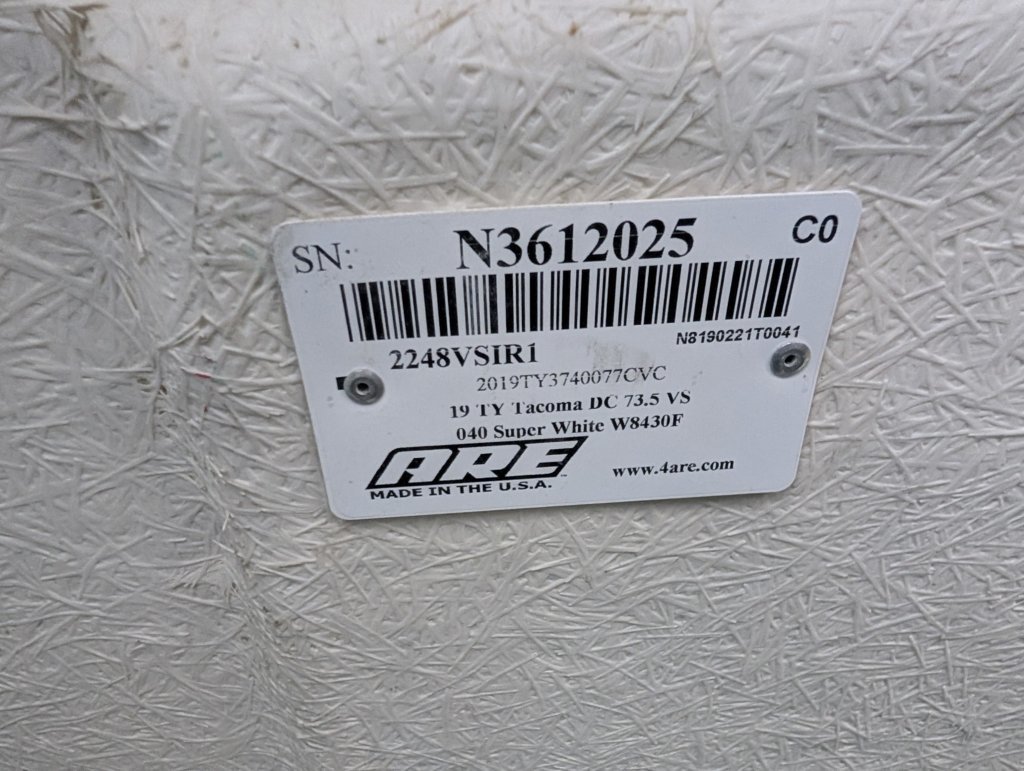 SN: N3612025 C0
N8190221T0041
2248VSIR1
2019TY3740077CVC
19 TY Tacoma DC 73.5 VS
040 Super White W8430F
ARE www.4are.com
MADE IN THE U.S.A.